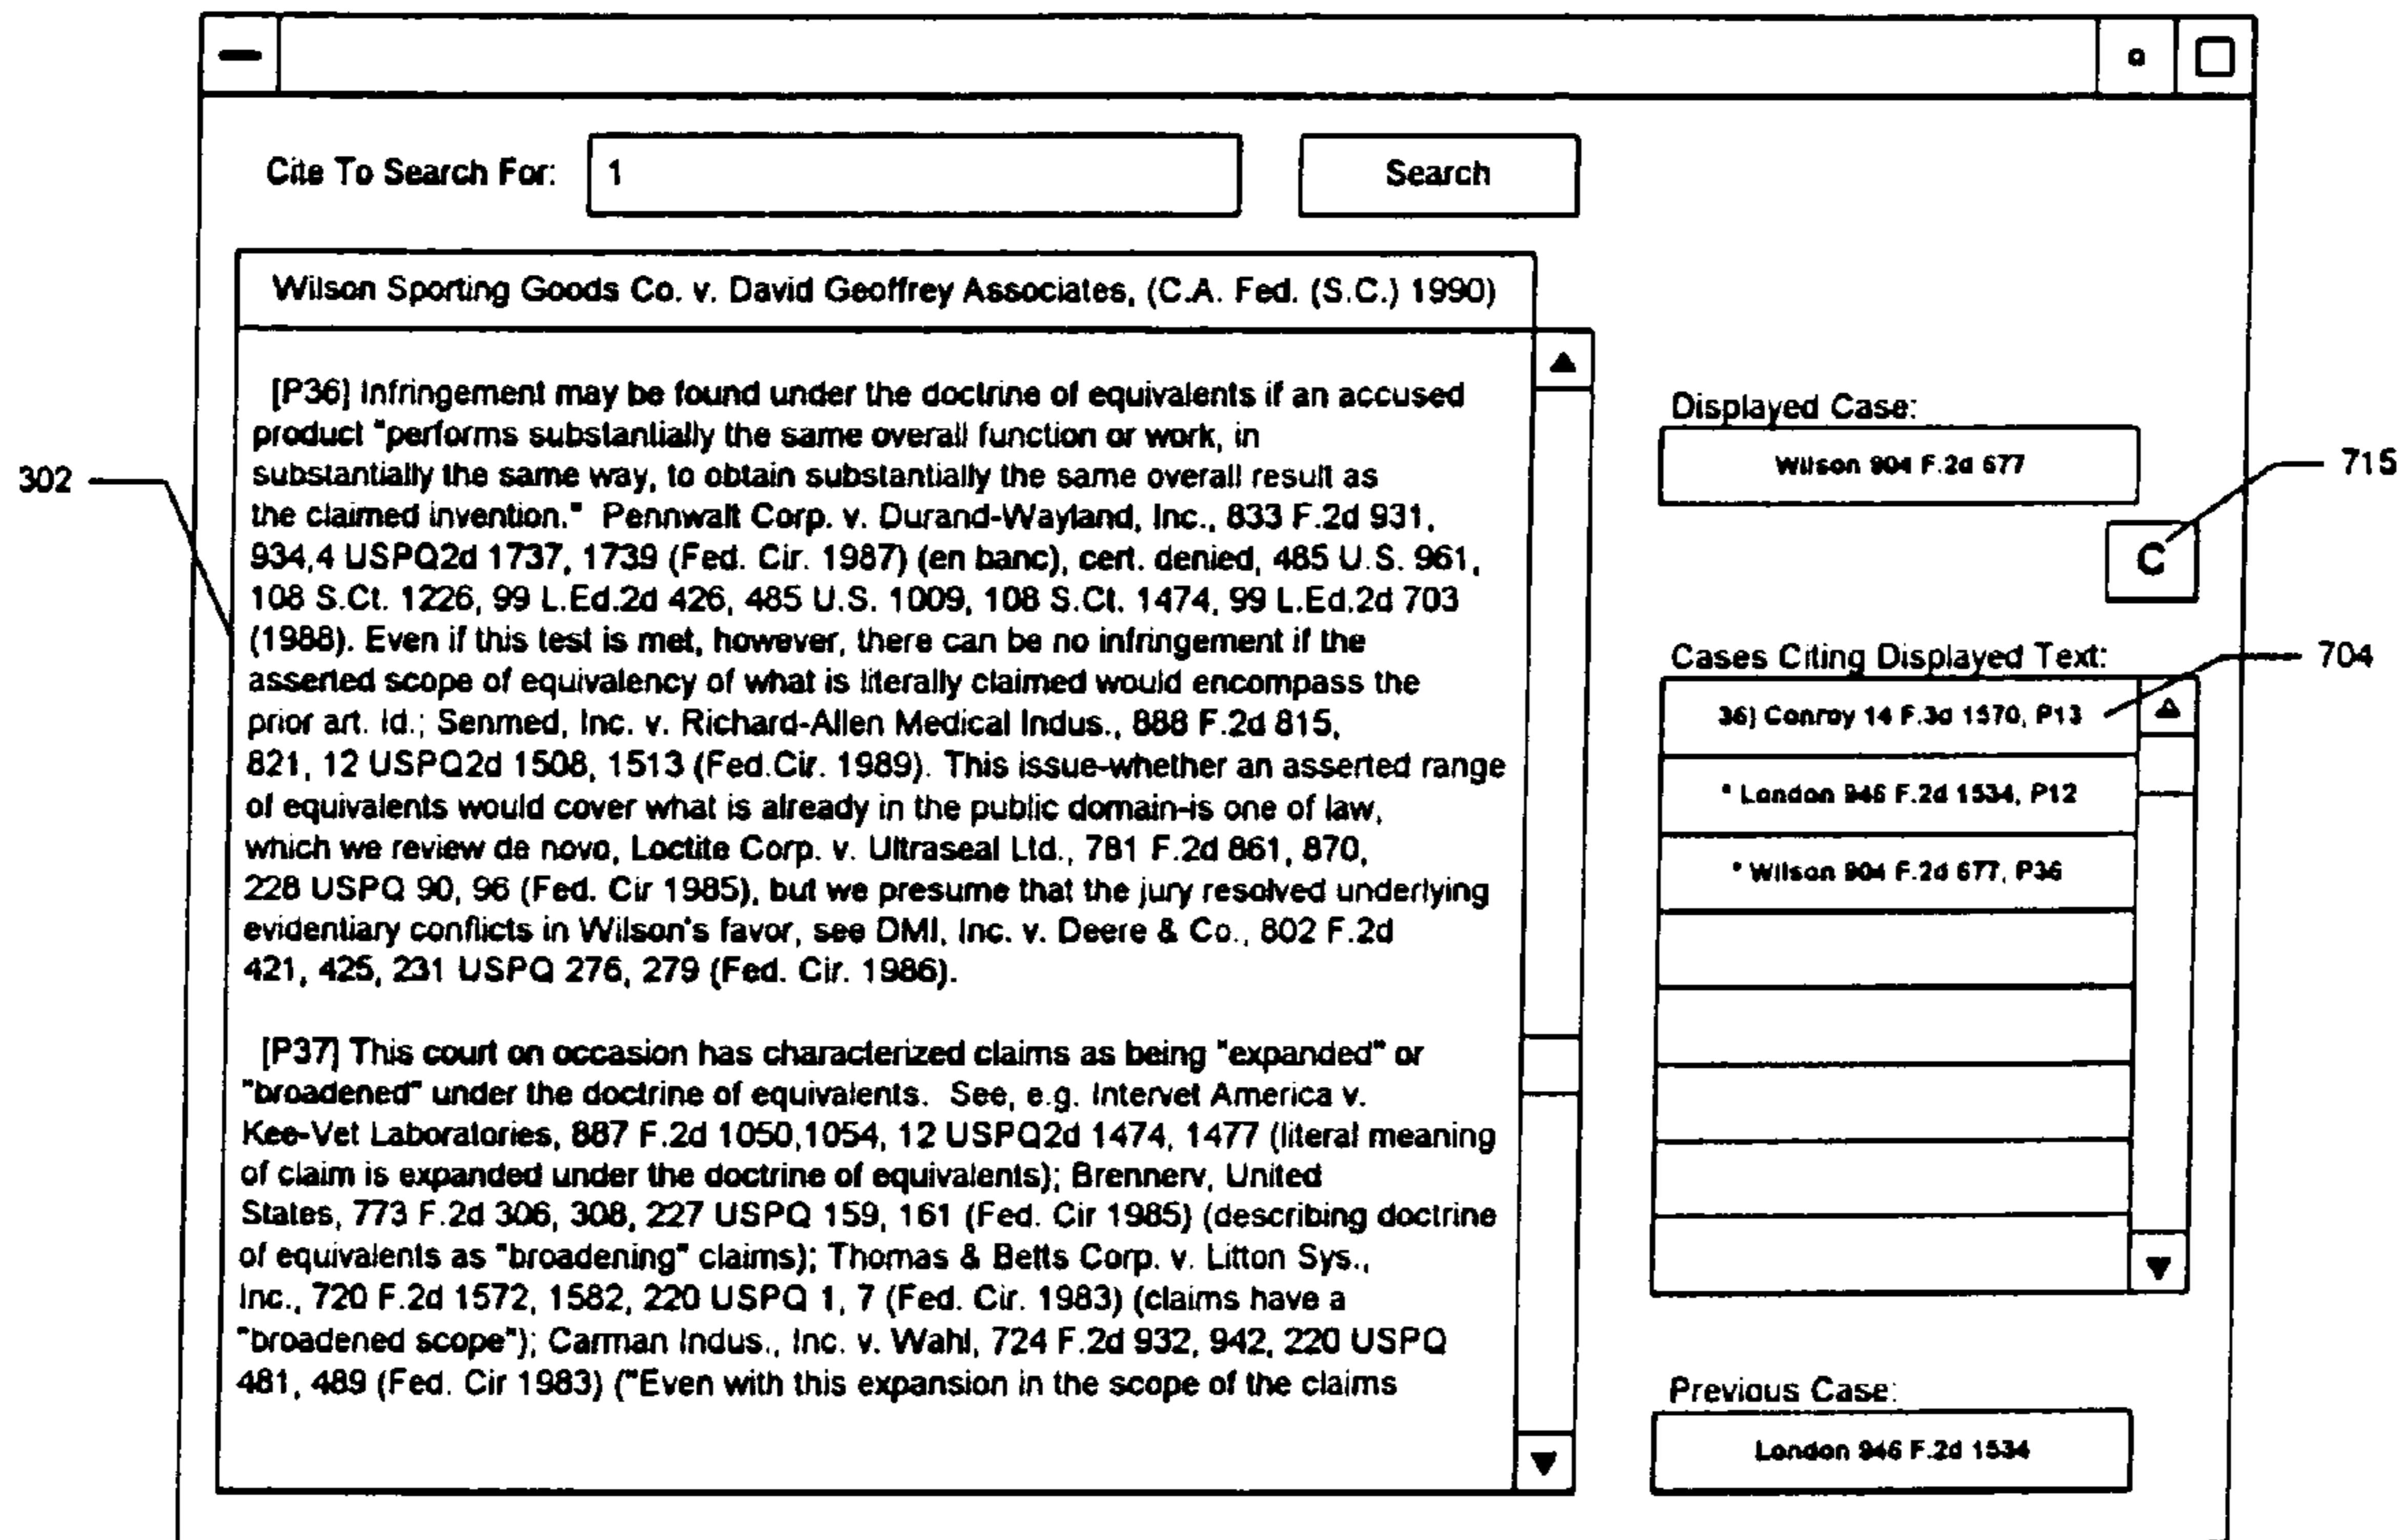 Cite To Search For: 1 Search
Wilson Sporting Goods Co. v. David Geoffrey Associates, (C.A. Fed. (S.C.) 1990)
[P36] Infringement may be found under the doctrine of equivalents if an accused
product "performs substantially the same overall function or work, in
substantially the same way, to obtain substantially the same overall result as
the claimed invention." Pennwalt Corp. v. Durand-Wayland, Inc., 833 F.2d 931,
934,4 USPQ2d 1737, 1739 (Fed. Cir. 1987) (en banc), cert. denied, 485 U.S. 961,
108 S.Ct. 1226, 99 L.Ed.2d 426, 485 U.S. 1009, 108 S.Ct. 1474, 99 L.Ed.2d 703
(1988). Even if this test is met, however, there can be no infringement if the
asserted scope of equivalency of what is literally claimed would encompass the
prior art. Id.; Senmed, Inc. v. Richard-Allen Medical Indus., 888 F.2d 815,
821, 12 USPQ2d 1508, 1513 (Fed.Cir. 1989). This issue-whether an asserted range
of equivalents would cover what is already in the public domain-is one of law,
which we review de novo, Loctite Corp. v. Ultraseal Ltd., 781 F.2d 861, 870,
228 USPQ 90, 96 (Fed. Cir 1985), but we presume that the jury resolved underlying
evidentiary conflicts in Wilson's favor, see DMI, Inc. v. Deere & Co., 802 F.2d
421, 425, 231 USPQ 276, 279 (Fed. Cir. 1986).
[P37] This court on occasion has characterized claims as being "expanded" or
"broadened" under the doctrine of equivalents. See, e.g. Intervet America v.
Kee-Vet Laboratories, 887 F.2d 1050,1054, 12 USPQ2d 1474, 1477 (literal meaning
of claim is expanded under the doctrine of equivalents); Brennerv, United
States, 773 F.2d 306, 308, 227 USPQ 159, 161 (Fed. Cir 1985) (describing doctrine
of equivalents as "broadening" claims); Thomas & Betts Corp. v. Litton Sys.,
Inc., 720 F.2d 1572, 1582, 220 USPQ 1, 7 (Fed. Cir. 1983) (claims have a
"broadened scope"); Carman Indus., Inc. v. Wahl, 724 F.2d 932, 942, 220 USPQ
481, 489 (Fed. Cir 1983) ("Even with this expansion in the scope of the claims
302
Displayed Case:
Wilson 904 F.2d 677
715
C
Cases Citing Displayed Text:
704
36) Conroy 14 F.3d 1570, P13
* London 946 F.2d 1534, P12
* Wilson 904 F.2d 677, P36
Previous Case:
London 946 F.2d 1534